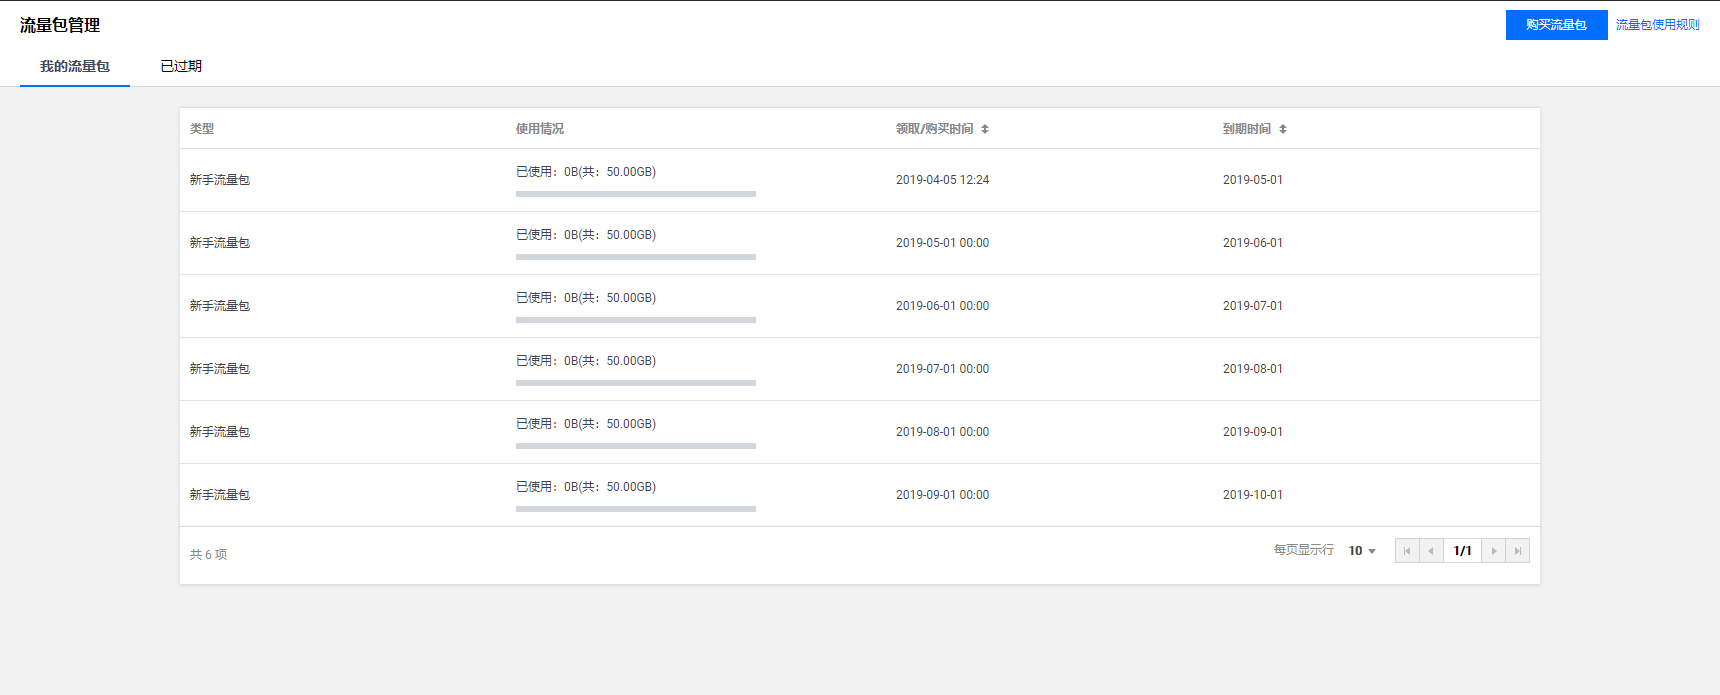 流量包管理
购买流量包 流量包使用规则
我的流量包 已过期
类型 使用情况 领取/购买时间 到期时间
新手流量包 已使用：0B(共：50.00GB) 2019-04-05 12:24 2019-05-01
新手流量包 已使用：0B(共：50.00GB) 2019-05-01 00:00 2019-06-01
新手流量包 已使用：0B(共：50.00GB) 2019-06-01 00:00 2019-07-01
新手流量包 已使用：0B(共：50.00GB) 2019-07-01 00:00 2019-08-01
新手流量包 已使用：0B(共：50.00GB) 2019-08-01 00:00 2019-09-01
新手流量包 已使用：0B(共：50.00GB) 2019-09-01 00:00 2019-10-01
共 6 项 每页显示行 10 1/1